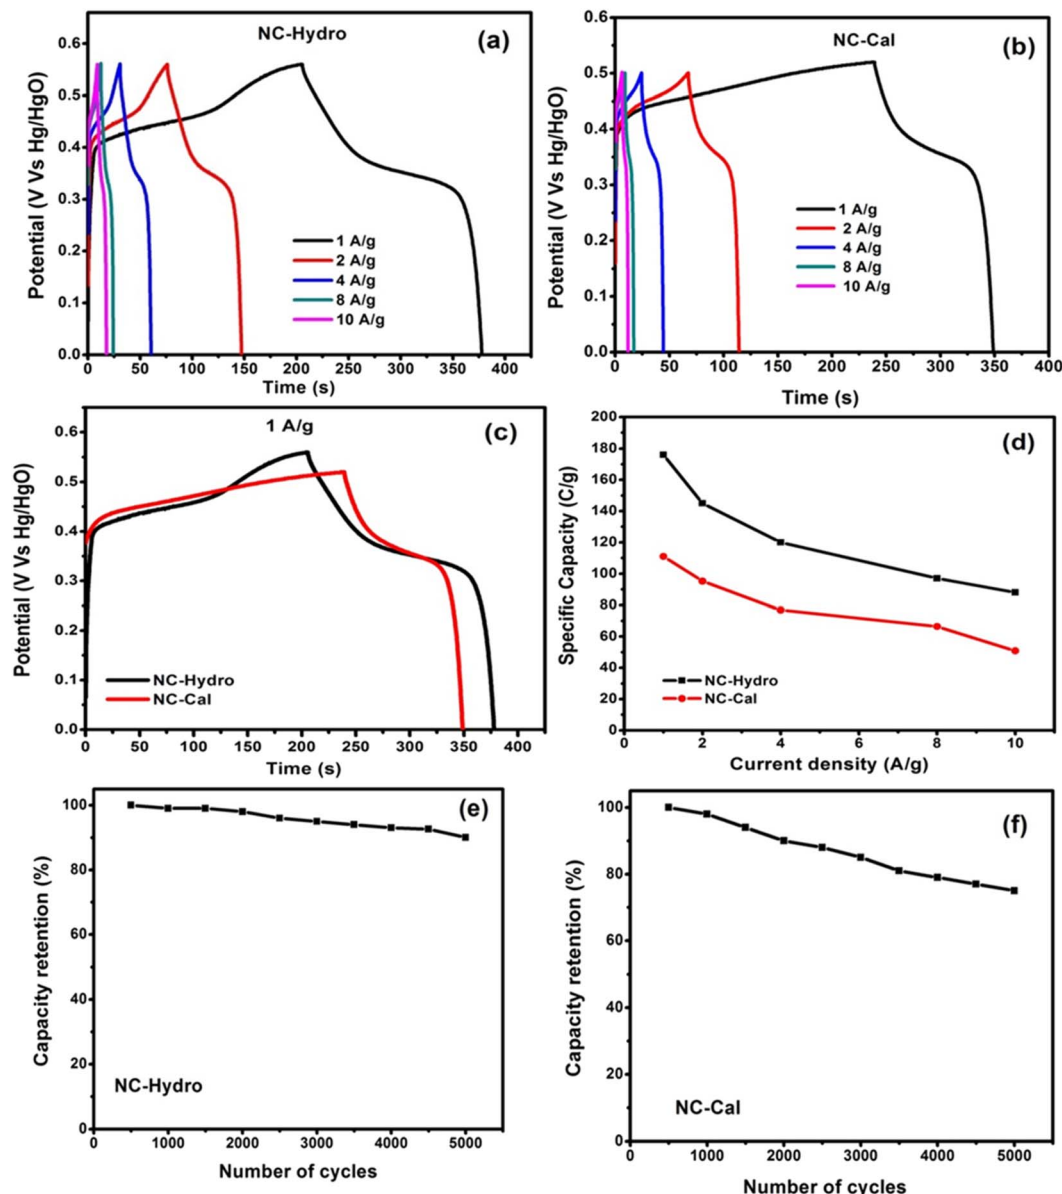 NC-Hydro
(a)
0.6
0.5
0.4
0.3
0.2
0.1
0.0
Potential (V Vs Hg/HgO)
1 A/g
2 A/g
4 A/g
8 A/g
10 A/g
0 50 100 150 200 250 300 350 400
Time (s)
NC-Cal
(b)
0.6
0.5
0.4
0.3
0.2
0.1
0.0
Potential (V Vs Hg/HgO)
1 A/g
2 A/g
4 A/g
8 A/g
10 A/g
0 50 100 150 200 250 300 350 400
Time (s)
1 A/g
(c)
0.6
0.5
0.4
0.3
0.2
0.1
0.0
Potential (V Vs Hg/HgO)
NC-Hydro
NC-Cal
0 50 100 150 200 250 300 350 400
Time (s)
(d)
200
180
160
140
120
100
80
60
40
20
0
Specific Capacity (C/g)
NC-Hydro
NC-Cal
0 2 4 6 8 10
Current density (A/g)
(e)
100
80
60
40
20
0
Capacity retention (%)
NC-Hydro
0 1000 2000 3000 4000 5000
Number of cycles
(f)
100
80
60
40
20
0
Capacity retention (%)
NC-Cal
0 1000 2000 3000 4000 5000
Number of cycles